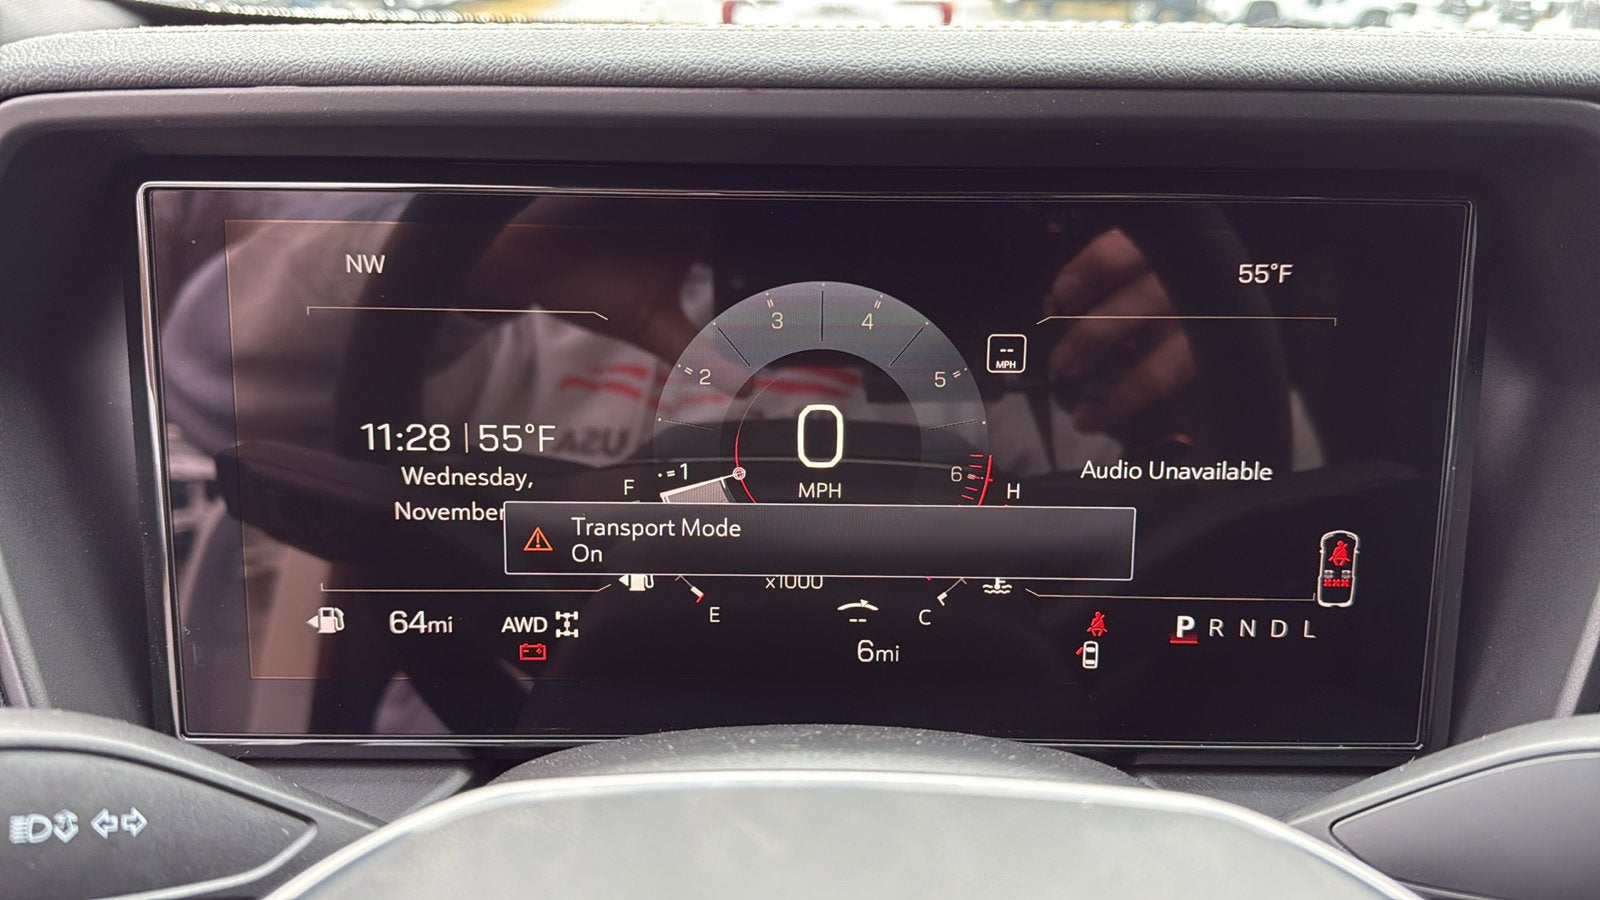 NW
55°F
3
4
2
5
--
MPH
11:28 | 55°F
0
1
6
Audio Unavailable
Wednesday,
MPH
F
H
November
Transport Mode
On
x1000
64mi
AWD
E
C
--
6mi
P R N D L
USA